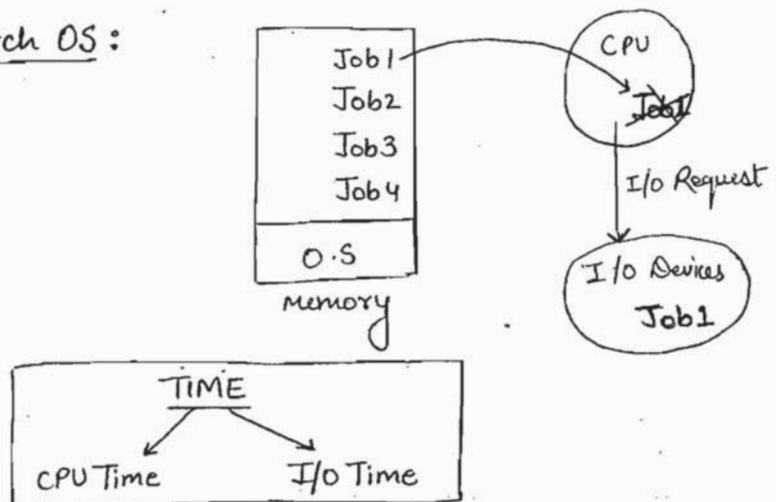 ch OS :
Job1
Job2
Job3
Job4
O.S
memory
CPU
Job1
I/O Request
I/O Devices
Job1
TIME
CPU Time
I/O Time